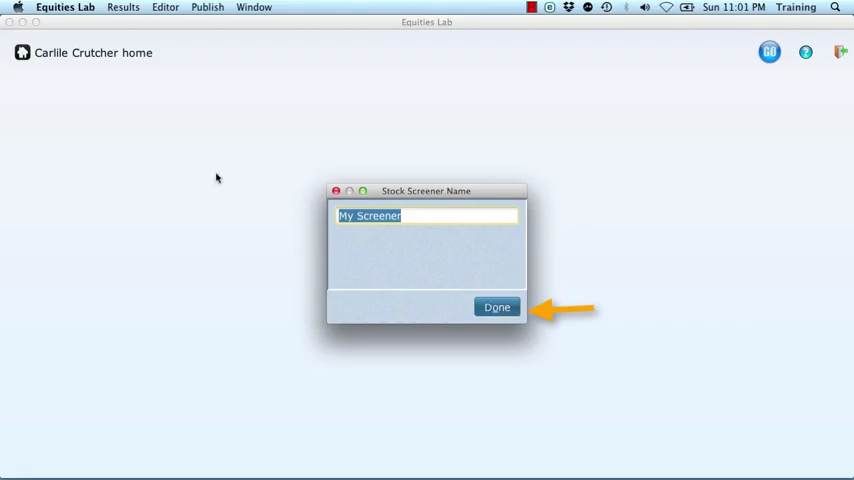 Equities Lab Results Editor Publish Window Sun 11:01 PM Training
Equities Lab
Carlile Crutcher home
GO
?
Stock Screener Name
My Screener
Done